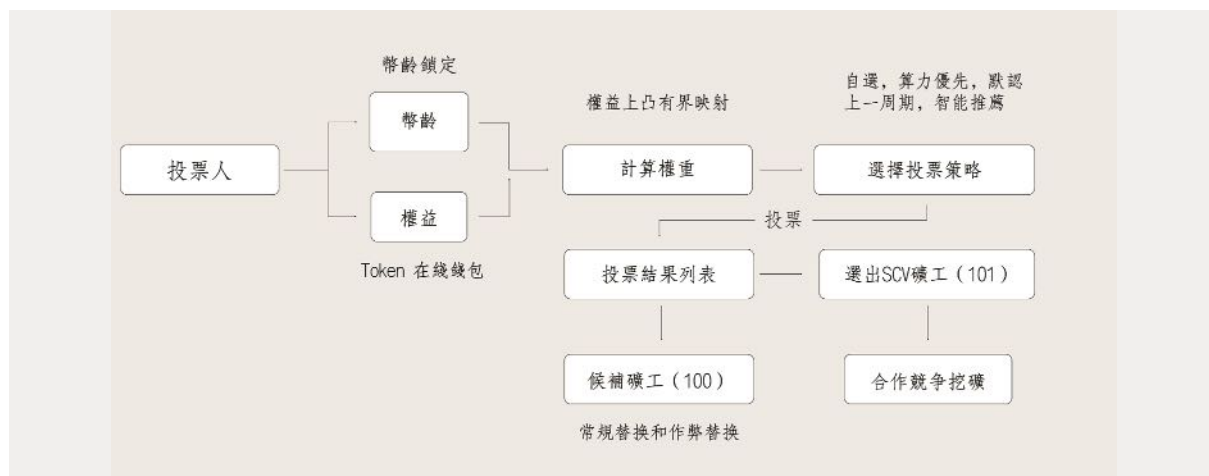 幣齡鎖定
幣齡
投票人
權益
Token 在綫錢包
權益上凸有界映射
計算權重
自選,算力優先,默認
上一周期,智能推薦
選擇投票策略
投票
投票結果列表
選出SCV礦工(101)
候補礦工(100)
合作競争挖礦
常規替換和作弊替換